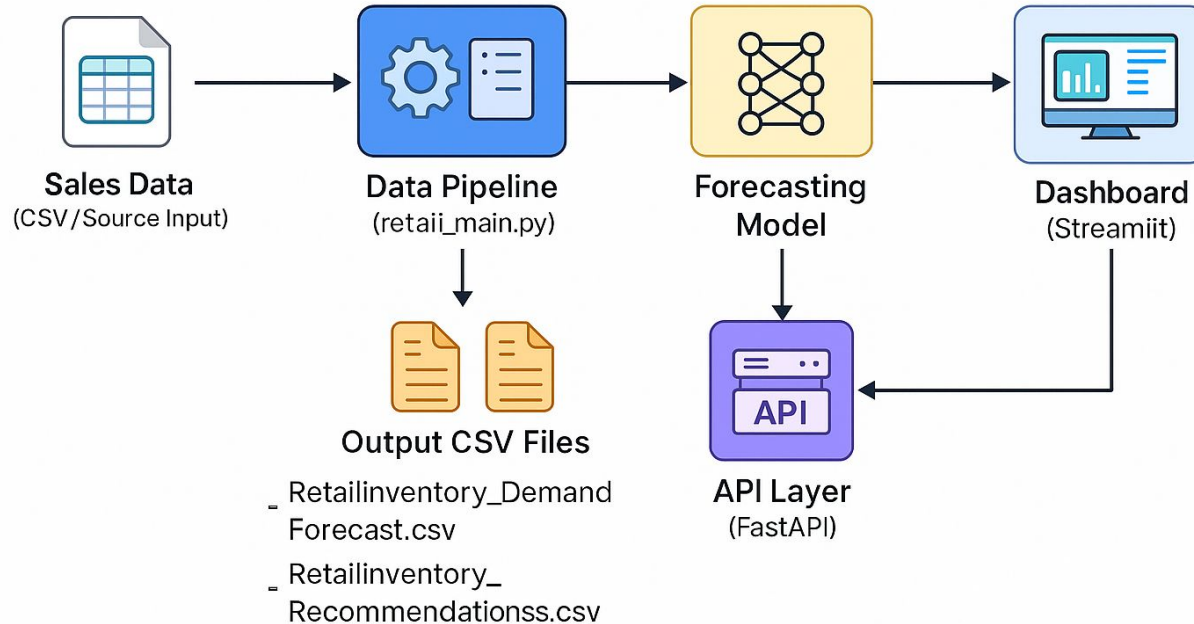 Sales Data
(CSV/Source Input)
Data Pipeline
(retaii_main.py)
Forecasting
Model
Dashboard
(Streamiit)
Output CSV Files
- Retailinventory_Demand
Forecast.csv
- Retailinventory_
Recommendationss.csv
API
API Layer
(FastAPI)